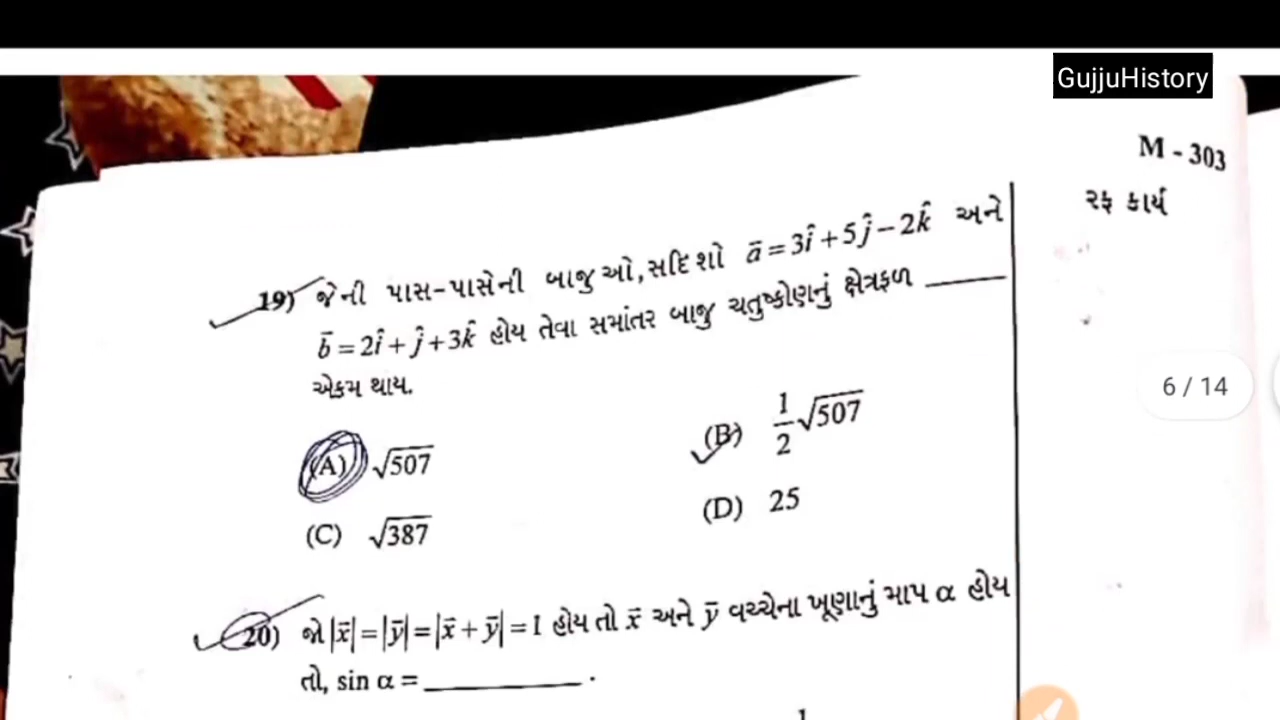 GujjuHistory
M - 303
રફ કાર્ય
19) જેની પાસ-પાસેની બાજુઓ, સદિશો a̅ = 3î + 5ĵ − 2k̂ અને
b̅ = 2î + ĵ + 3k̂ હોય તેવા સમાંતર બાજુ ચતુષ્કોણનું ક્ષેત્રફળ ______
એકમ થાય.
(A) √507 (B) 1/2 √507
(C) √387 (D) 25
6 / 14
20) જો |x̅| = |y̅| = |x̅ + y̅| = 1 હોય તો x̅ અને y̅ વચ્ચેના ખૂણાનું માપ α હોય
તો, sin α = ____________ .